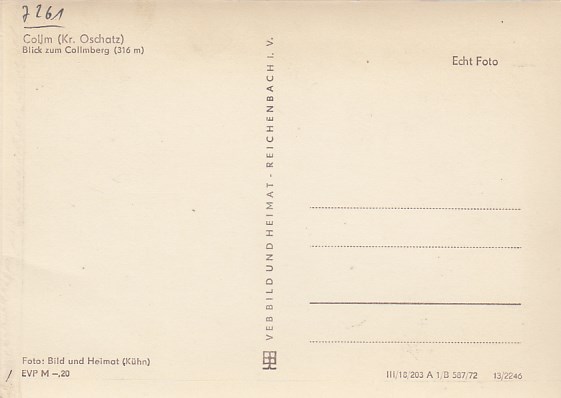 7261
Collm (Kr. Oschatz)
Blick zum Collmberg (316 m)
Echt Foto
VEB BILD UND HEIMAT - REICHENBACH I. V.
Foto: Bild und Heimat (Kühn)
EVP M –,20
III/18/203 A 1/B 587/72 13/2246